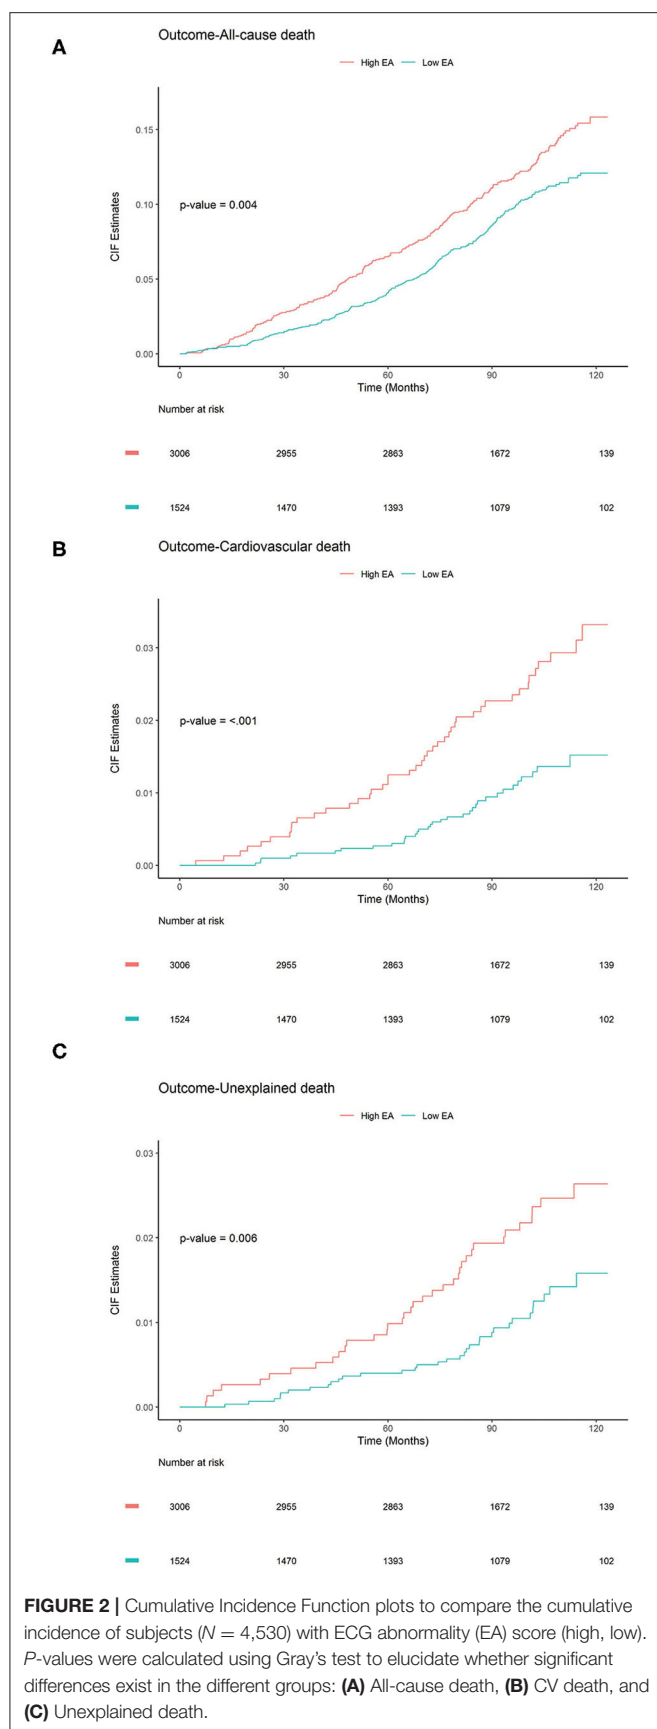 A
Outcome-All-cause death
High EA Low EA
CIF Estimates
0.15
0.10
0.05
0.00
p-value = 0.004
0 30 60 90 120
Time (Months)
Number at risk
3006 2955 2863 1672 139
1524 1470 1393 1079 102
B
Outcome-Cardiovascular death
High EA Low EA
CIF Estimates
0.03
0.02
0.01
0.00
p-value = <.001
0 30 60 90 120
Time (Months)
Number at risk
3006 2955 2863 1672 139
1524 1470 1393 1079 102
C
Outcome-Unexplained death
High EA Low EA
CIF Estimates
0.03
0.02
0.01
0.00
p-value = 0.006
0 30 60 90 120
Time (Months)
Number at risk
3006 2955 2863 1672 139
1524 1470 1393 1079 102
FIGURE 2 | Cumulative Incidence Function plots to compare the cumulative
incidence of subjects (N = 4,530) with ECG abnormality (EA) score (high, low).
P-values were calculated using Gray's test to elucidate whether significant
differences exist in the different groups: (A) All-cause death, (B) CV death, and
(C) Unexplained death.